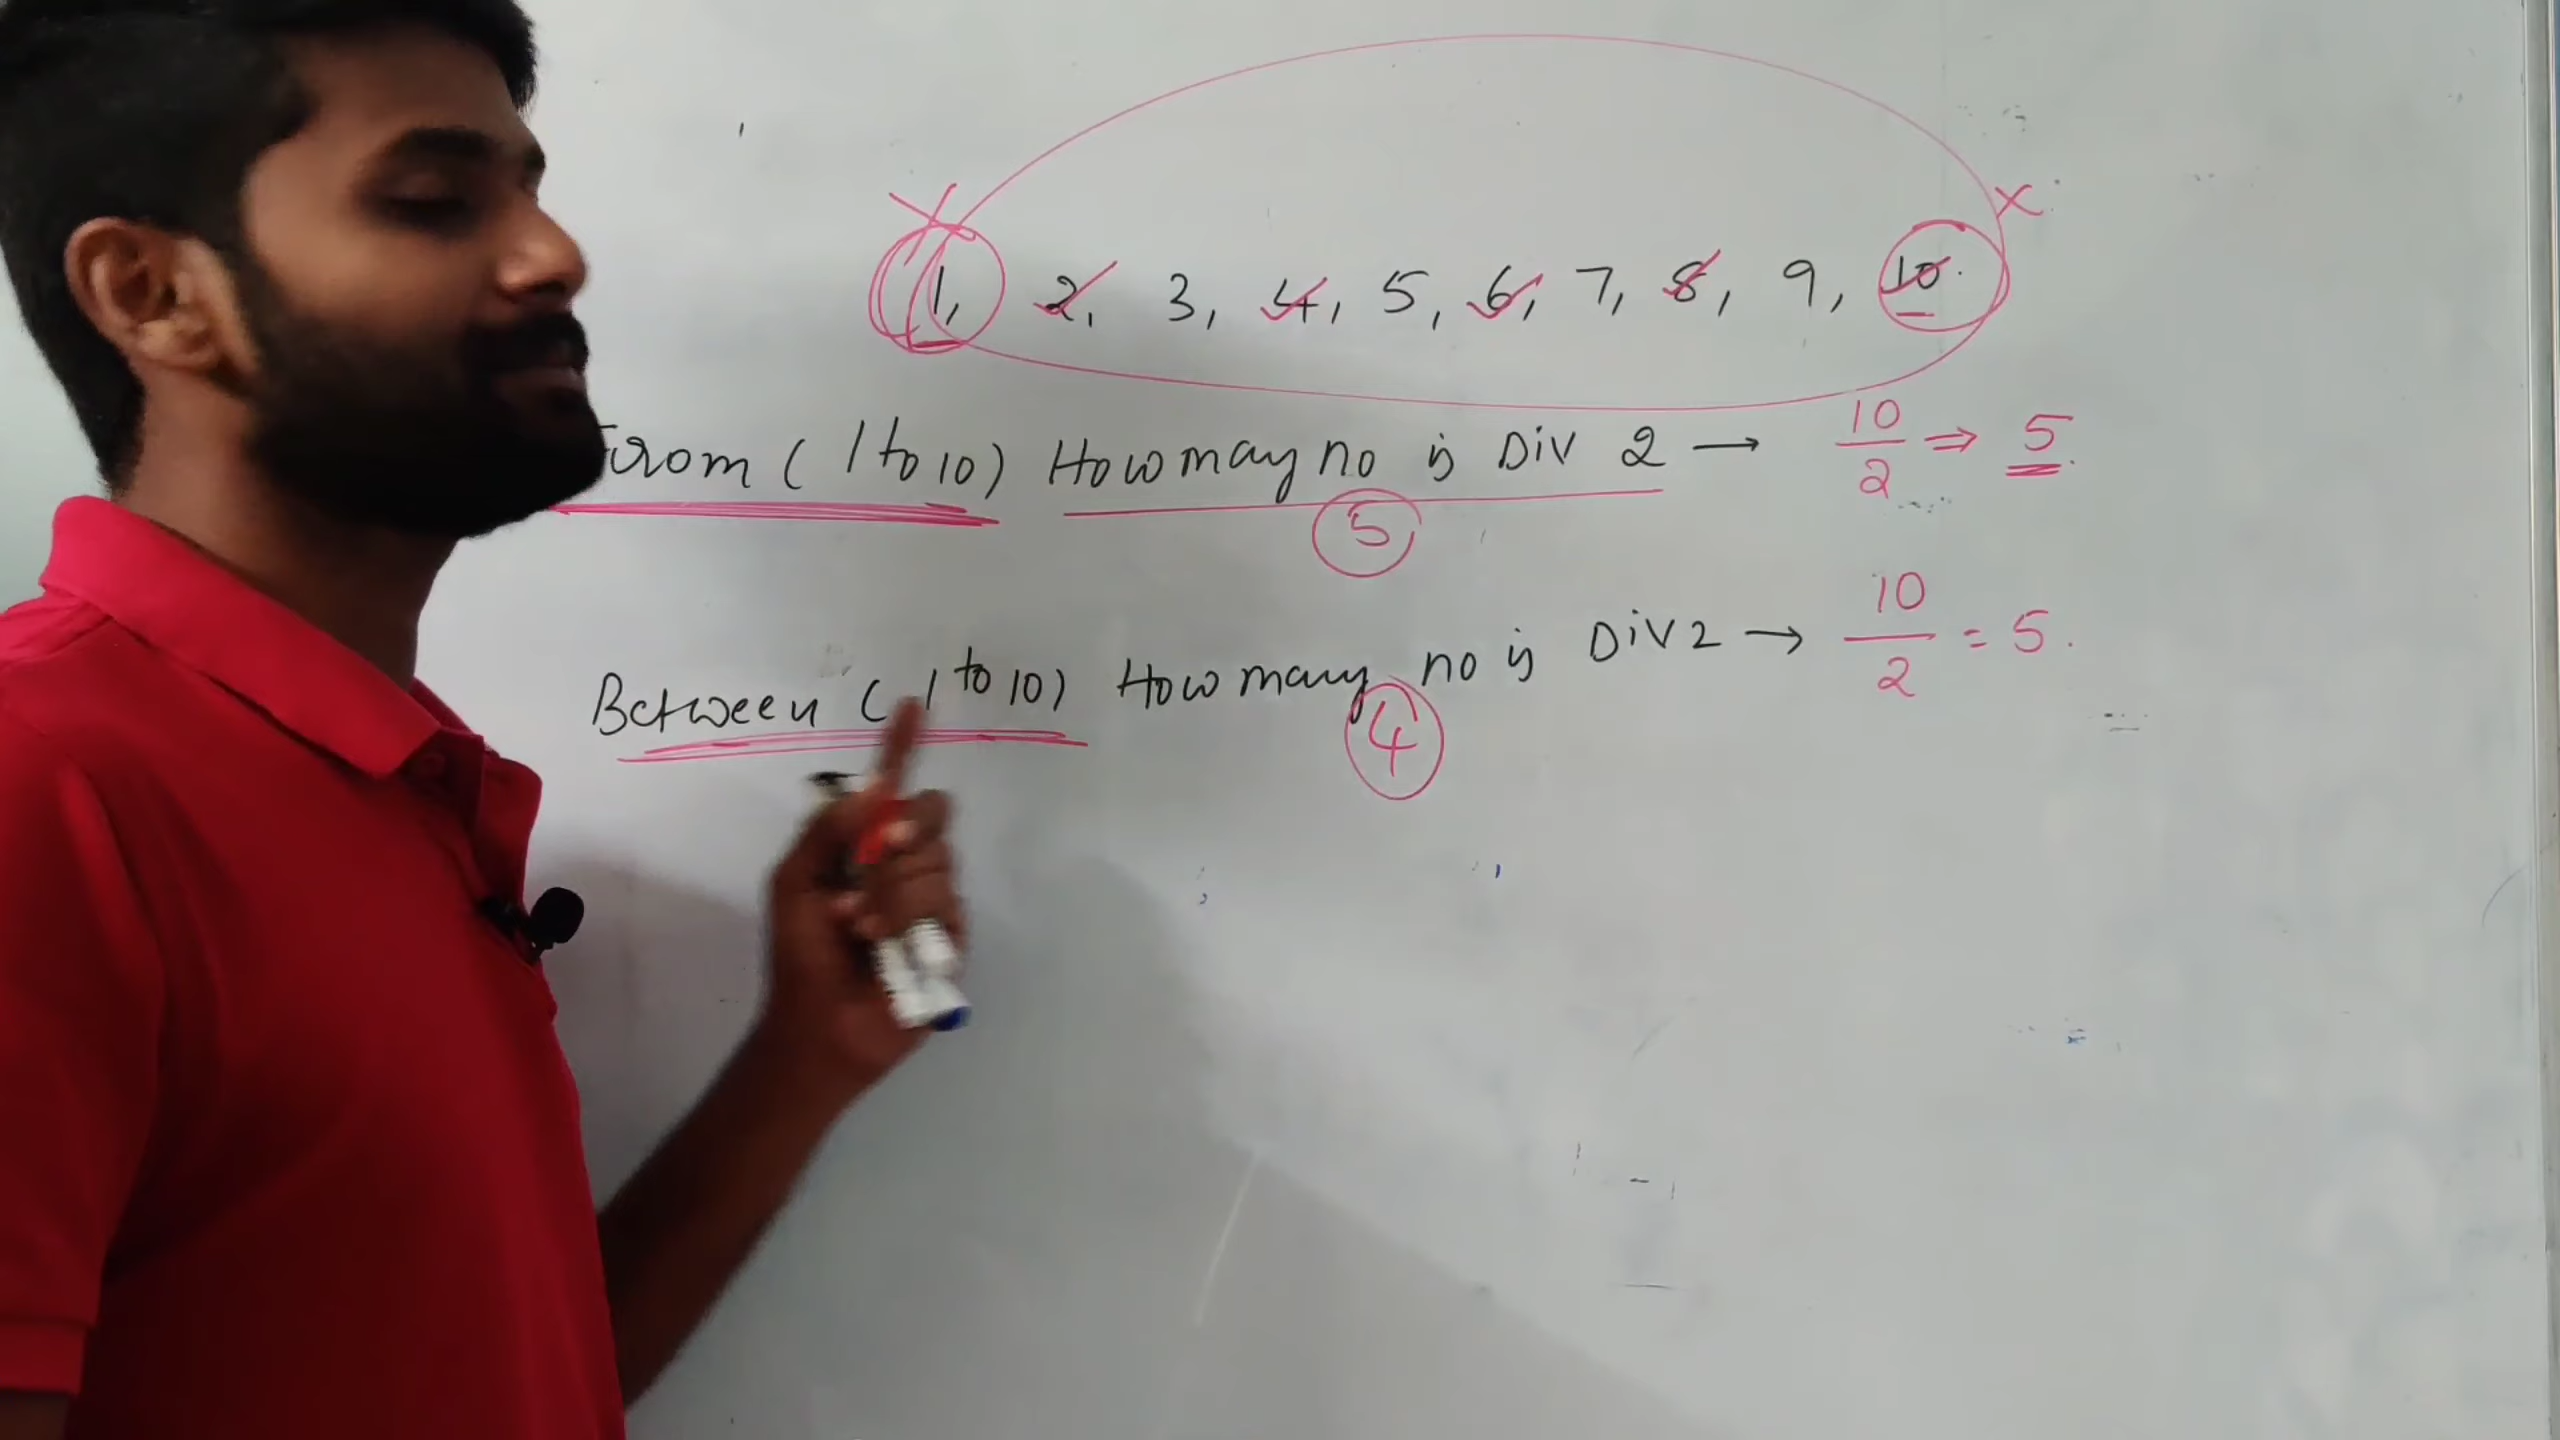 1, 2, 3, 4, 5, 6, 7, 8, 9, 10.
From (1 to 10) How may no is Div 2 → 10/2 ⇒ 5.
5
Between (1 to 10) How many no is Div 2 → 10/2 = 5.
4